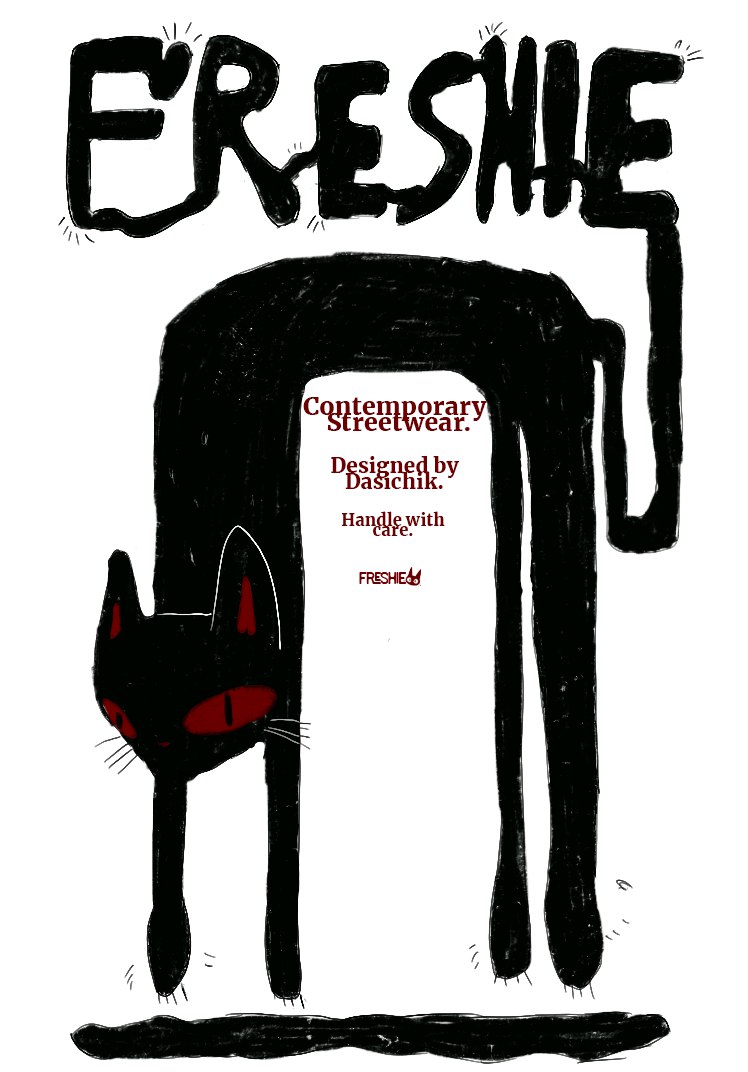 FRESHIE
Contemporary
Streetwear.
Designed by
Dasichik.
Handle with
care.
FRESHIE